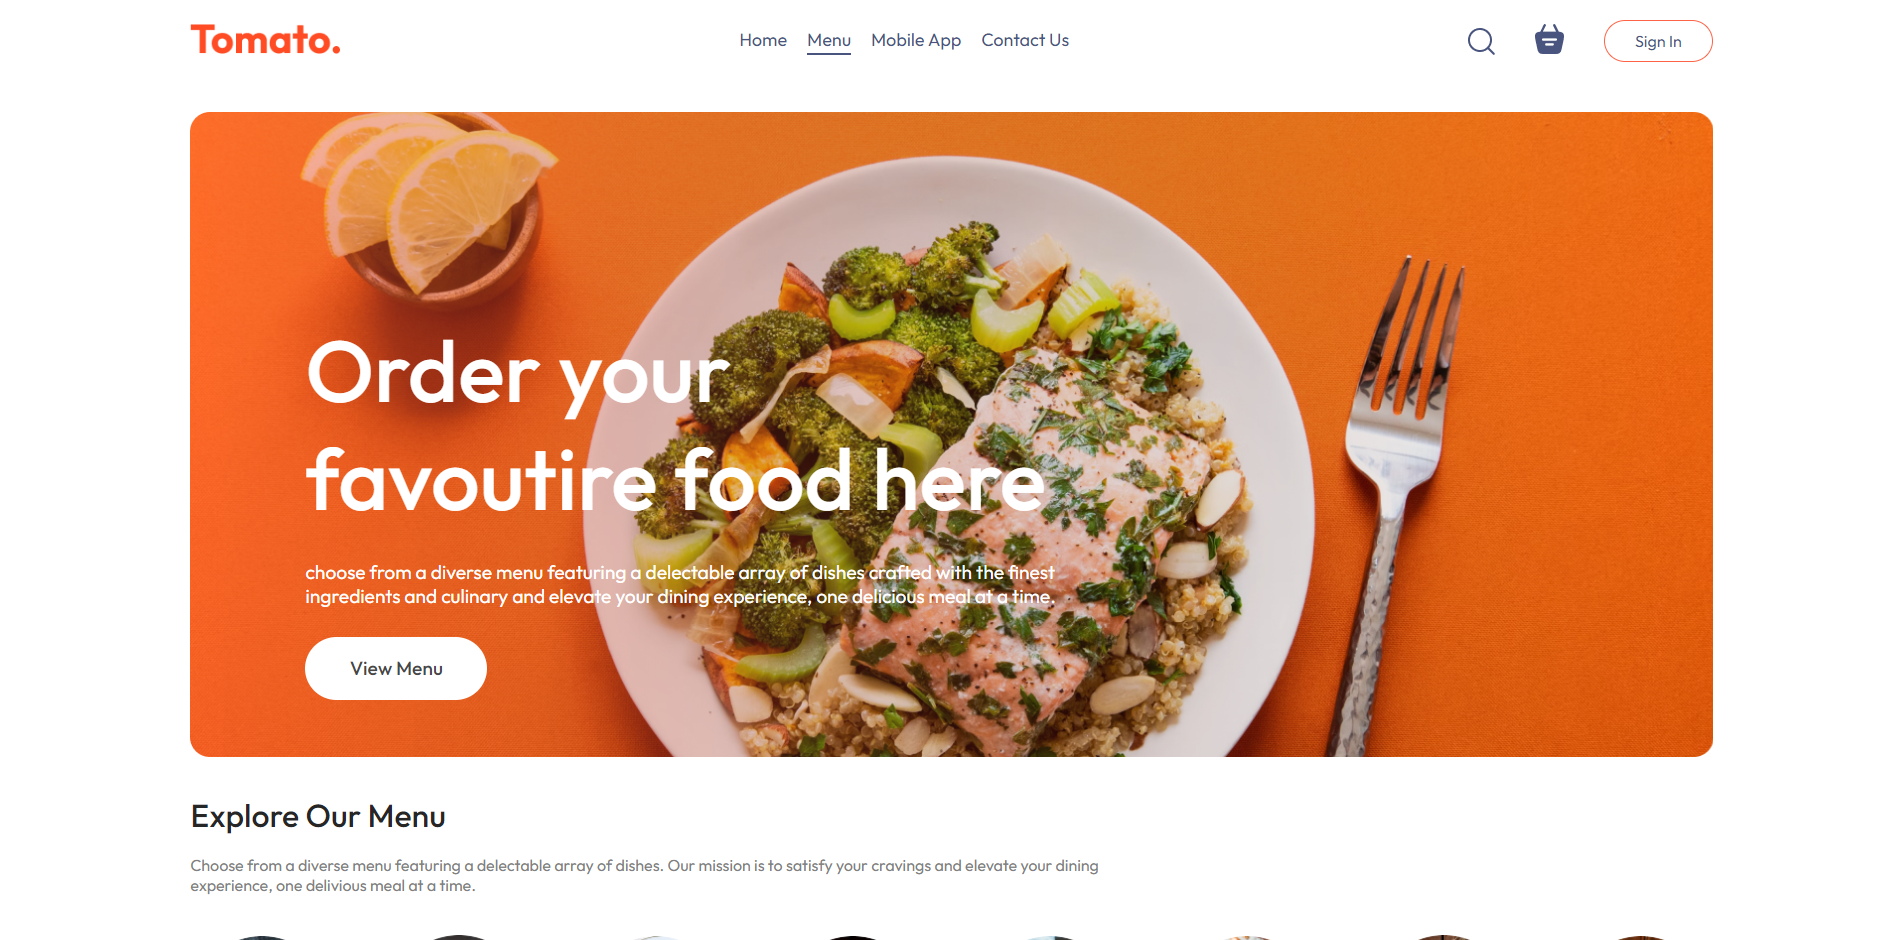 Tomato.
Home Menu Mobile App Contact Us
Sign In
Order your
favoutire food here
choose from a diverse menu featuring a delectable array of dishes crafted with the finest
ingredients and culinary and elevate your dining experience, one delicious meal at a time.
View Menu
Explore Our Menu
Choose from a diverse menu featuring a delectable array of dishes. Our mission is to satisfy your cravings and elevate your dining
experience, one delivious meal at a time.